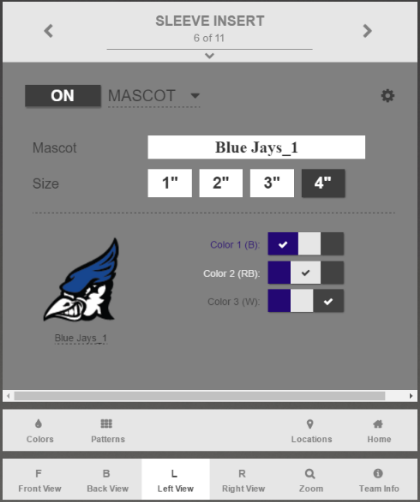 SLEEVE INSERT
6 of 11
ON MASCOT
Mascot Blue Jays_1
Size 1" 2" 3" 4"
Color 1 (B):
Color 2 (RB):
Color 3 (W):
Blue Jays_1
Colors Patterns Locations Home
F B L R
Front View Back View Left View Right View Zoom Team Info